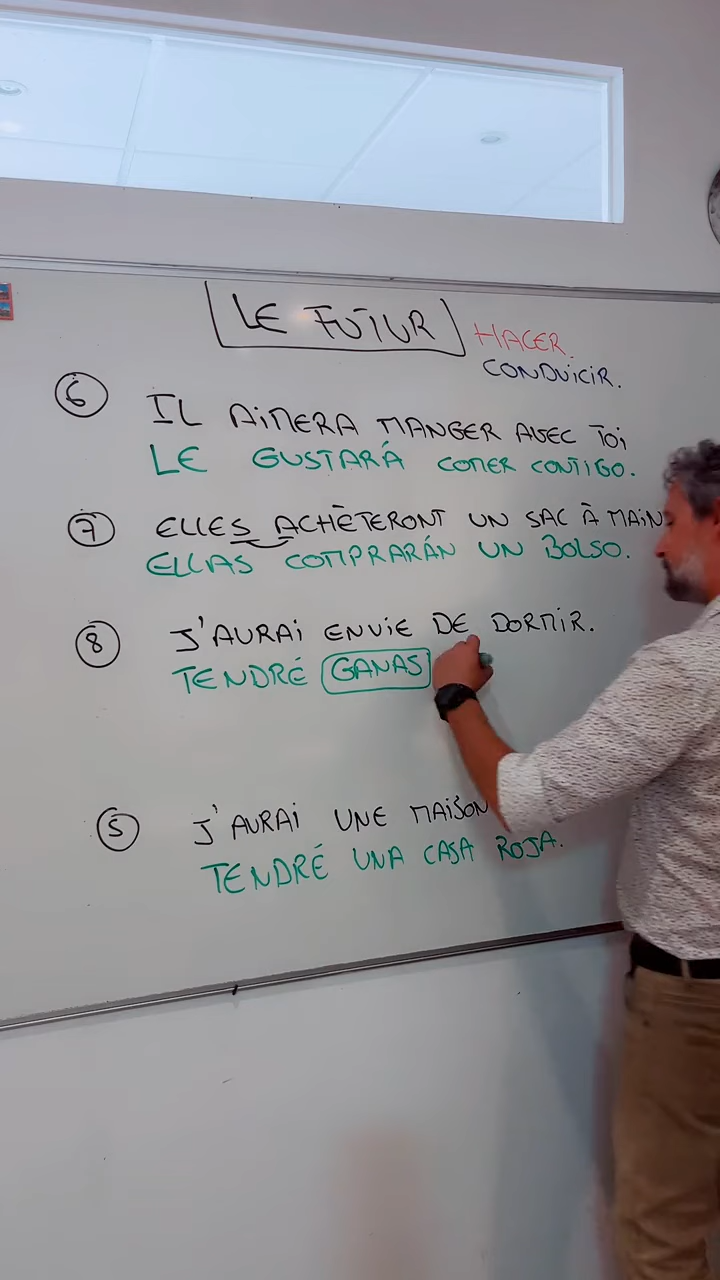 LE FUTUR
HACER.
CONDUiCIR.
6
IL AiMERA MANGER AVEC TOi
LE GUSTARÁ COMER CONTIGO.
7
ELLES ACHÈTERONT UN SAC À MAIN
ELLAS COMPRARÁN UN BOLSO.
8
J'AURAi ENViE DE DORMiR.
TENDRÉ GANAS
5
J'AURAi UNE MAiSON
TENDRÉ UNA CASA ROJA.